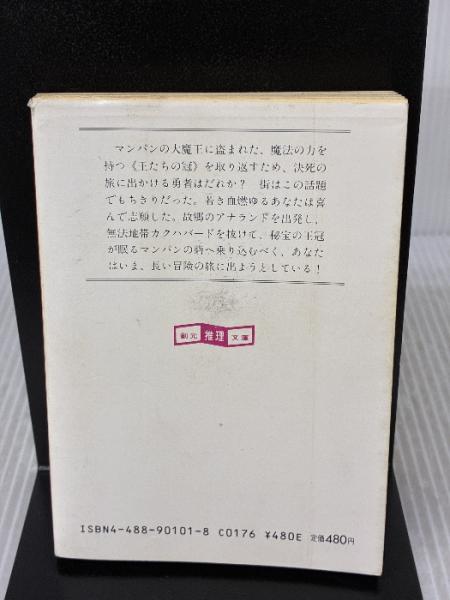 マンパンの大魔王に盗まれた、魔法の力を
持つ《王たちの冠》を取り返すため、決死の
旅に出かける勇者はだれか？　街はこの話題
でもちきりだった。若き血燃ゆるあなたは喜
んで志願した。故郷のアナランドを出発し、
無法地帯カクハバードを抜けて、秘宝の王冠
が眠るマンパンの砦へ乗り込むべく、あなた
はいま、長い冒険の旅に出ようとしている！
創元 推理 文庫
ISBN4-488-90101-8 C0176 ¥480E 定価480円